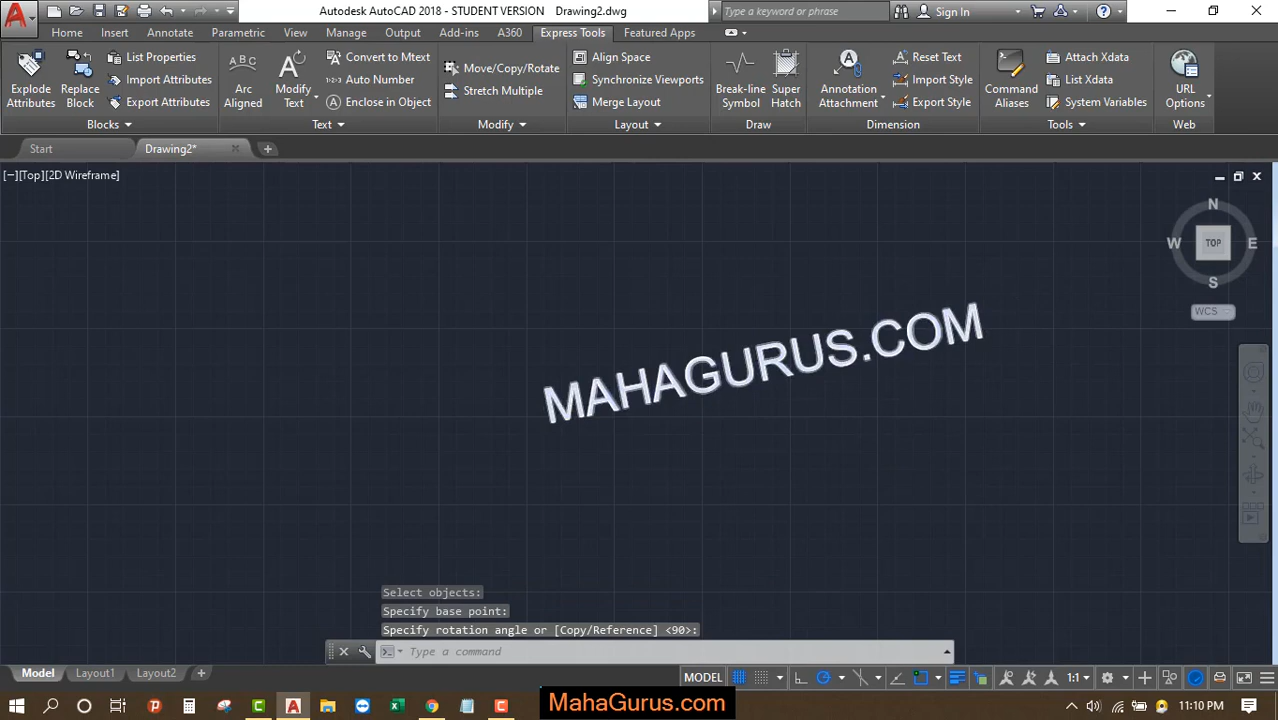 Autodesk AutoCAD 2018 - STUDENT VERSION Drawing2.dwg
Type a keyword or phrase
Sign In
Home Insert Annotate Parametric View Manage Output Add-ins A360 Express Tools Featured Apps
Explode Attributes
Replace Block
List Properties
Import Attributes
Export Attributes
Arc Aligned
Modify Text
Convert to Mtext
Auto Number
Enclose in Object
Move/Copy/Rotate
Stretch Multiple
Align Space
Synchronize Viewports
Merge Layout
Break-line Symbol
Super Hatch
Annotation Attachment
Reset Text
Import Style
Export Style
Command Aliases
Attach Xdata
List Xdata
System Variables
URL Options
Blocks Text Modify Layout Draw Dimension Tools Web
Start Drawing2*
[−][Top][2D Wireframe]
N
W TOP E
S
WCS
MAHAGURUS.COM
Select objects:
Specify base point:
Specify rotation angle or [Copy/Reference] <90>:
Type a command
Model Layout1 Layout2 +
MODEL 1:1
MahaGurus.com
11:10 PM